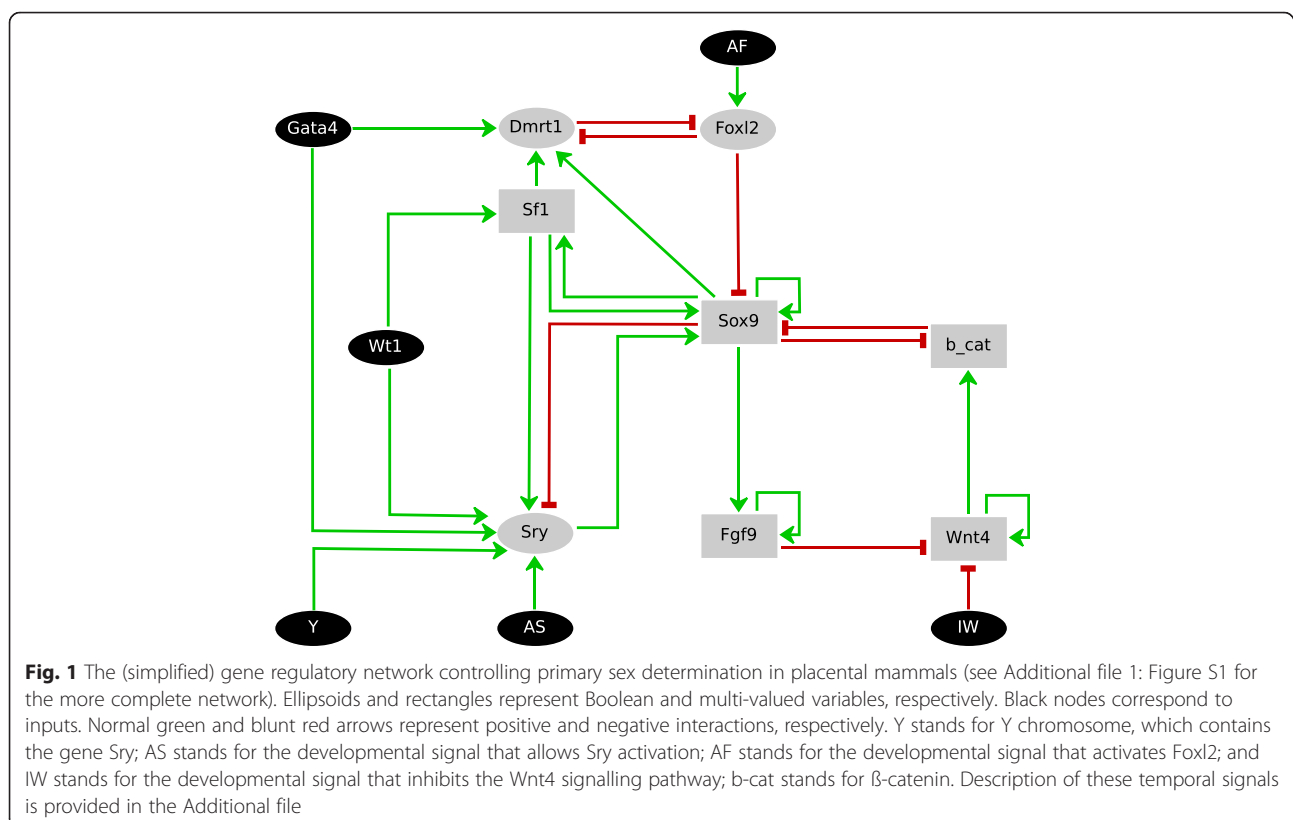 AF
Gata4
Dmrt1
Foxl2
Sf1
Sox9
b_cat
Wt1
Sry
Fgf9
Wnt4
Y
AS
IW
Fig. 1 The (simplified) gene regulatory network controlling primary sex determination in placental mammals (see Additional file 1: Figure S1 for
the more complete network). Ellipsoids and rectangles represent Boolean and multi-valued variables, respectively. Black nodes correspond to
inputs. Normal green and blunt red arrows represent positive and negative interactions, respectively. Y stands for Y chromosome, which contains
the gene Sry; AS stands for the developmental signal that allows Sry activation; AF stands for the developmental signal that activates Foxl2; and
IW stands for the developmental signal that inhibits the Wnt4 signalling pathway; b-cat stands for ß-catenin. Description of these temporal signals
is provided in the Additional file